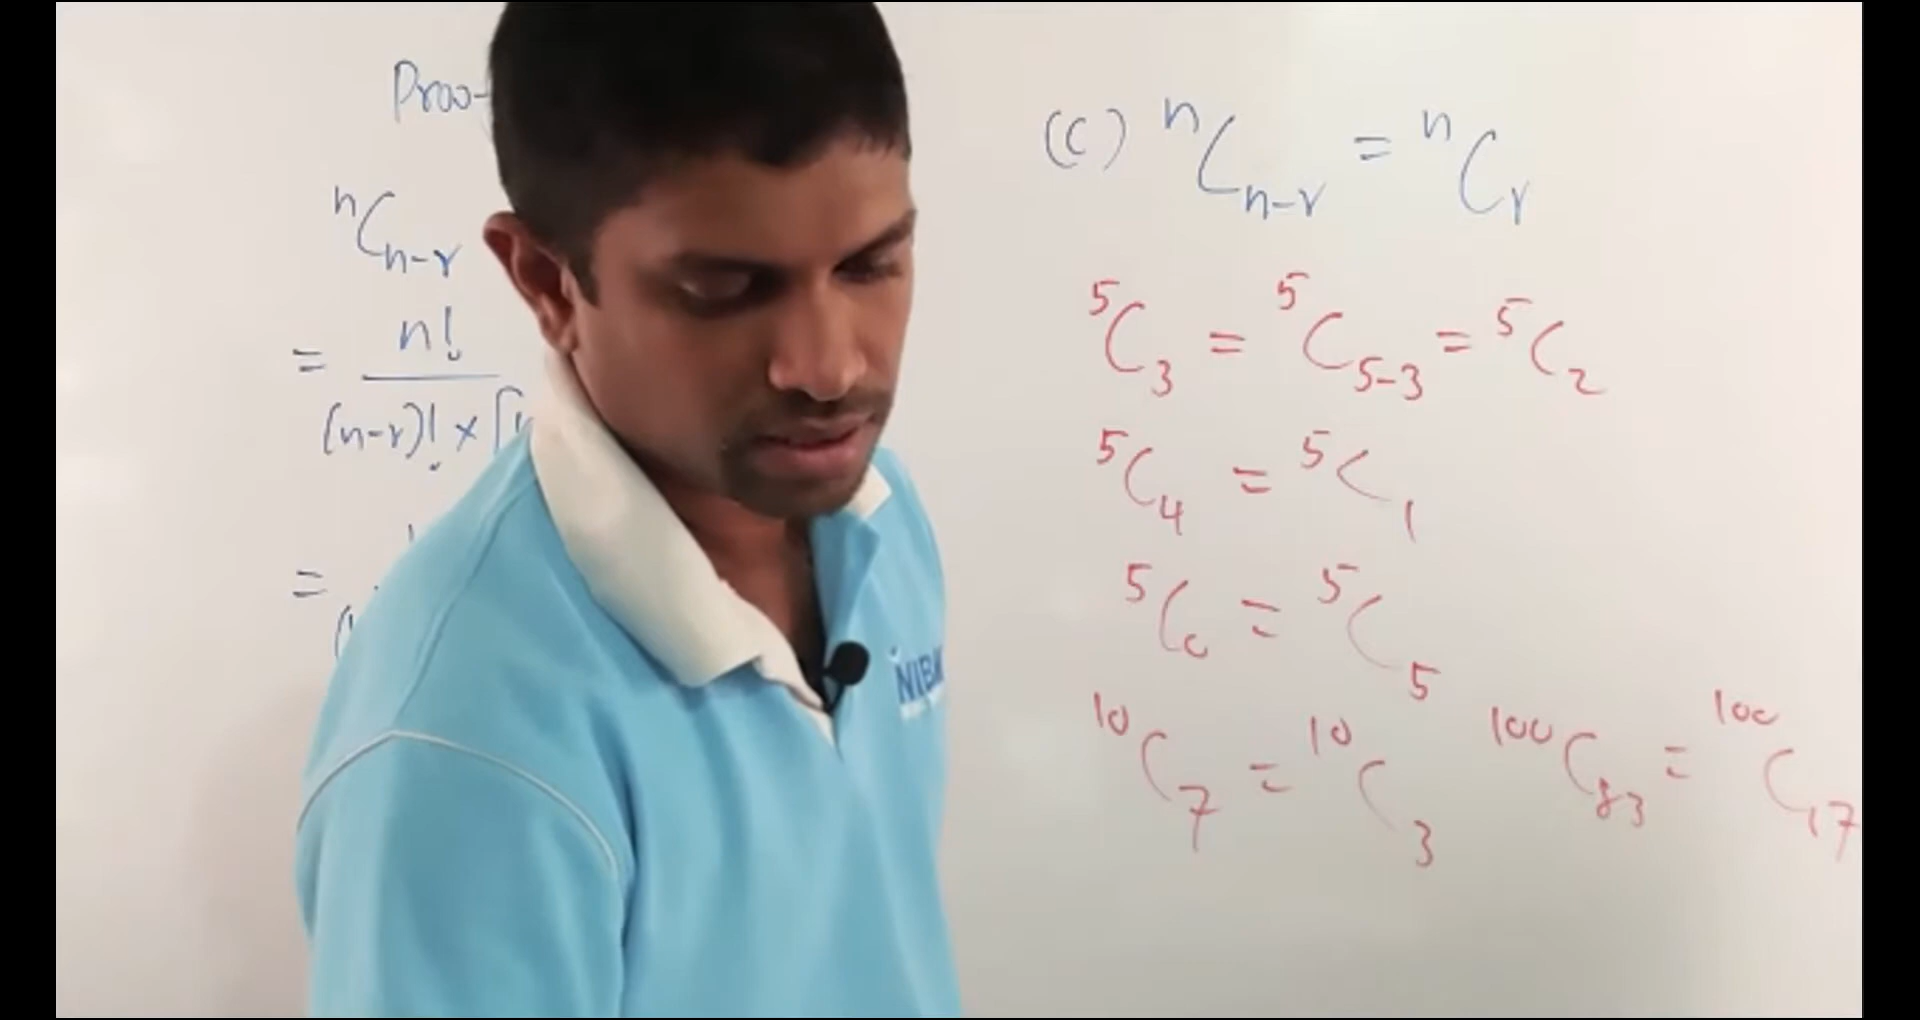 Proo
ⁿCₙ₋ᵣ
= n!
(n-r)! ×
=
(c) ⁿCₙ₋ᵣ = ⁿCᵣ
⁵C₃ = ⁵C₅₋₃ = ⁵C₂
⁵C₄ = ⁵C₁
⁵C₀ = ⁵C₅
¹⁰C₇ = ¹⁰C₃ ¹⁰⁰C₈₃ = ¹⁰⁰C₁₇